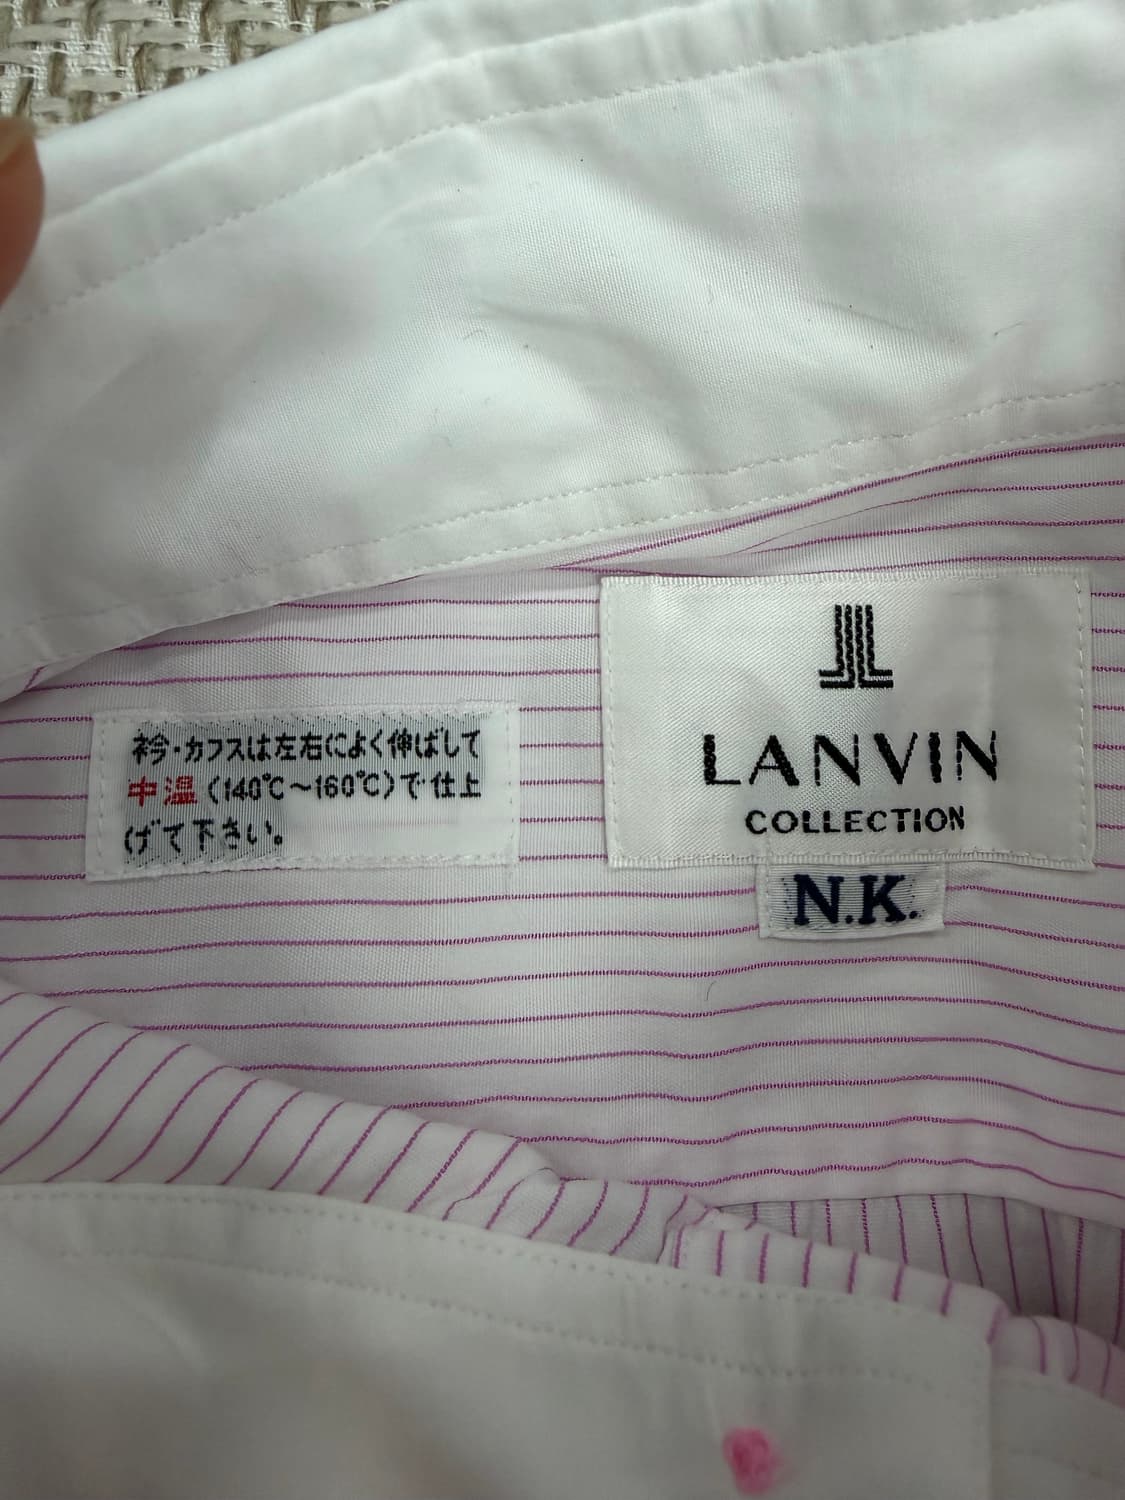 衿・カフスは左右によく伸ばして
中温(140℃～160℃)で仕上
げて下さい。
LANVIN
COLLECTION
N.K.